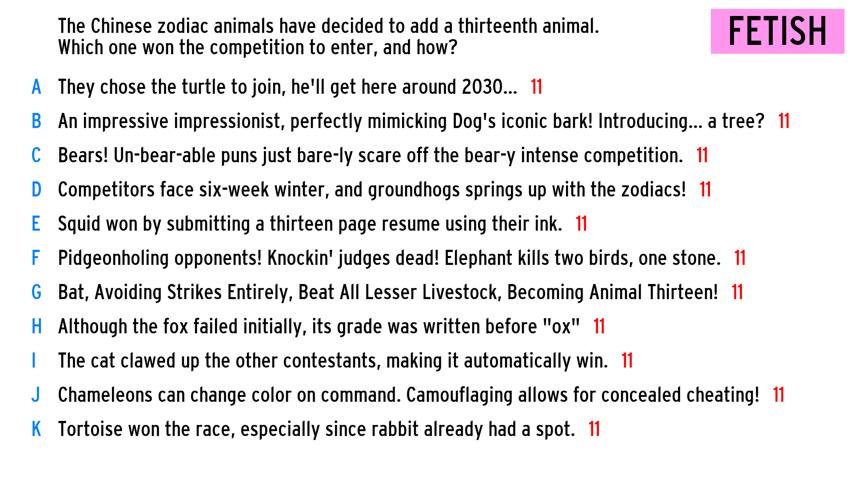 The Chinese zodiac animals have decided to add a thirteenth animal.
Which one won the competition to enter, and how?
FETISH
A They chose the turtle to join, he'll get here around 2030... 11
B An impressive impressionist, perfectly mimicking Dog's iconic bark! Introducing... a tree? 11
C Bears! Un-bear-able puns just bare-ly scare off the bear-y intense competition. 11
D Competitors face six-week winter, and groundhogs springs up with the zodiacs! 11
E Squid won by submitting a thirteen page resume using their ink. 11
F Pidgeonholing opponents! Knockin' judges dead! Elephant kills two birds, one stone. 11
G Bat, Avoiding Strikes Entirely, Beat All Lesser Livestock, Becoming Animal Thirteen! 11
H Although the fox failed initially, its grade was written before "ox" 11
I The cat clawed up the other contestants, making it automatically win. 11
J Chameleons can change color on command. Camouflaging allows for concealed cheating! 11
K Tortoise won the race, especially since rabbit already had a spot. 11